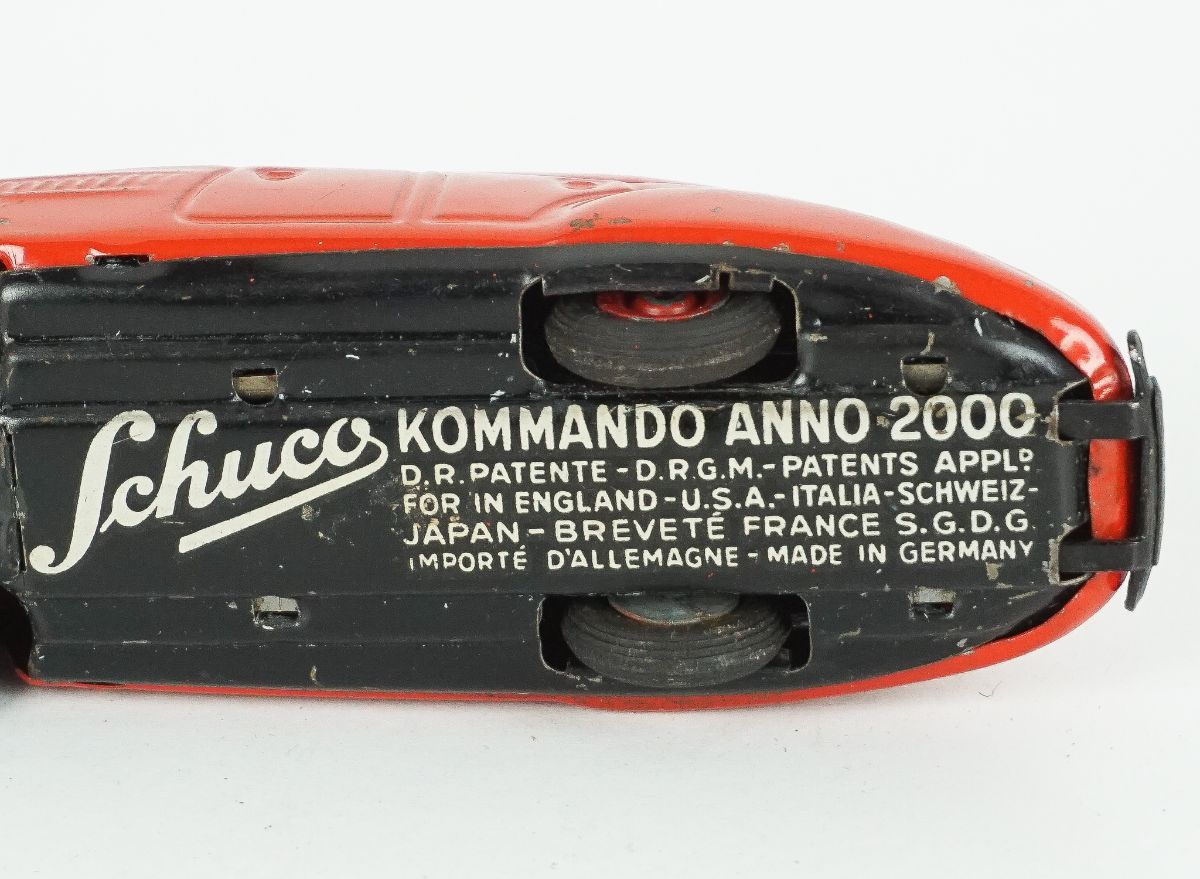 Schuco KOMMANDO ANNO 2000
D.R. PATENTE - D.R.G.M. - PATENTS APPLD
FOR IN ENGLAND - U.S.A. - ITALIA - SCHWEIZ -
JAPAN - BREVETÉ FRANCE S.G.D.G
IMPORTÉ D'ALLEMAGNE - MADE IN GERMANY